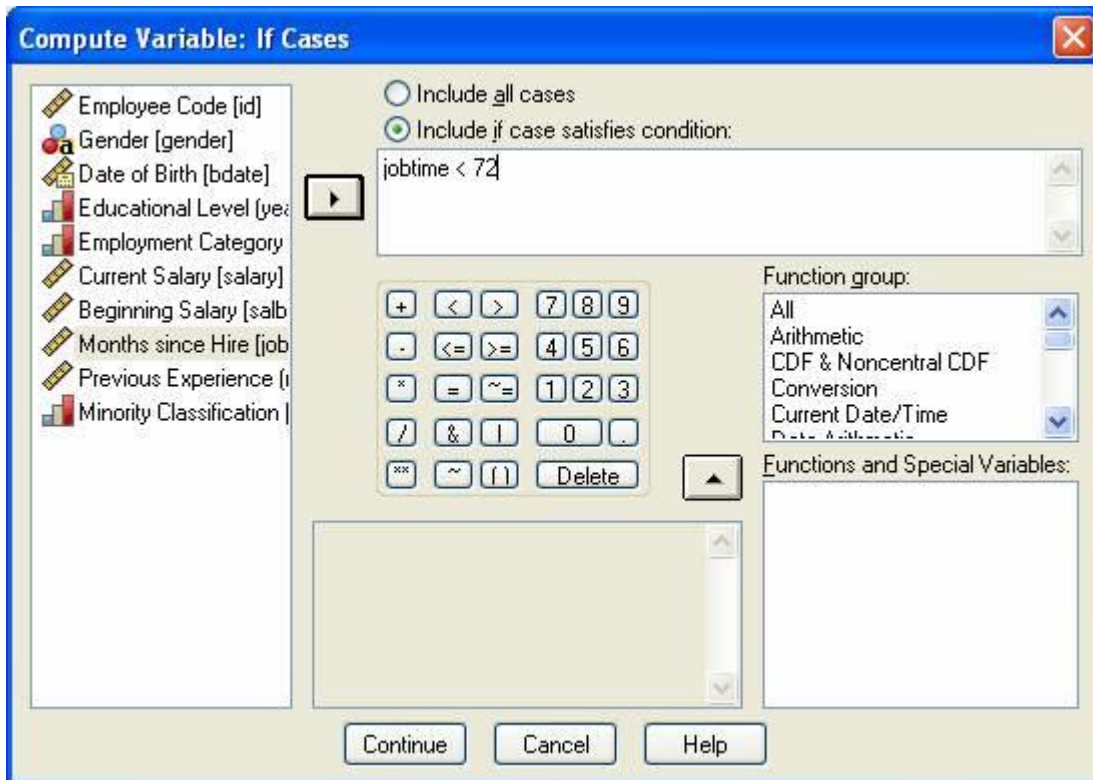 Compute Variable: If Cases
Employee Code [id]
Gender [gender]
Date of Birth [bdate]
Educational Level (yea
Employment Category
Current Salary [salary]
Beginning Salary [salb
Months since Hire [job
Previous Experience (
Minority Classification [
Include all cases
Include if case satisfies condition:
jobtime < 72
+ < > 7 8 9
- <= >= 4 5 6
* = ~= 1 2 3
/ & | 0 .
** ~ () Delete
Function group:
All
Arithmetic
CDF & Noncentral CDF
Conversion
Current Date/Time
Date Arithmetic
Functions and Special Variables:
Continue Cancel Help